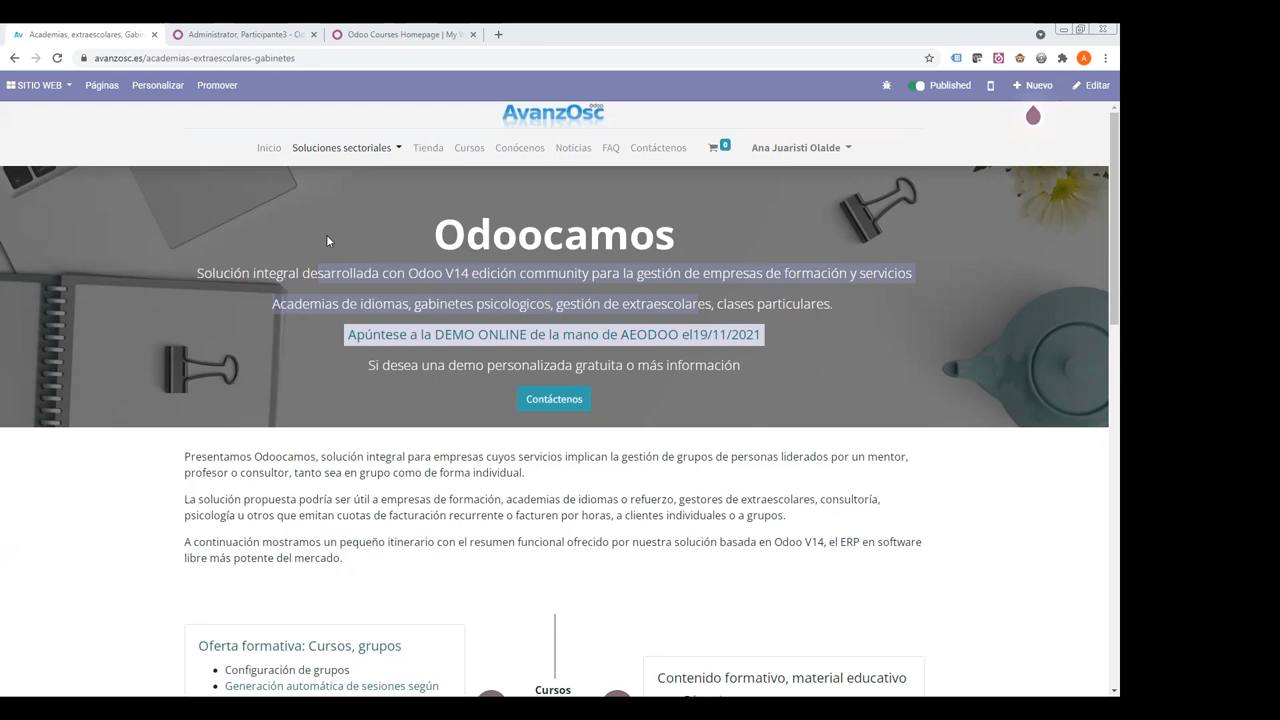 Academias, extraescolares, Gabi
Administrator, Participante3 - Od
Odoo Courses Homepage | My W
avanzosc.es/academias-extraescolares-gabinetes
A
SITIO WEB
Páginas
Personalizar
Promover
Published
Nuevo
Editar
AvanzOsc
odoo
Inicio
Soluciones sectoriales
Tienda
Cursos
Conócenos
Noticias
FAQ
Contáctenos
0
Ana Juaristi Olalde
Odoocamos
Solución integral desarrollada con Odoo V14 edición community para la gestión de empresas de formación y servicios
Academias de idiomas, gabinetes psicologicos, gestión de extraescolares, clases particulares.
Apúntese a la DEMO ONLINE de la mano de AEODOO el19/11/2021
Si desea una demo personalizada gratuita o más información
Contáctenos
Presentamos Odoocamos, solución integral para empresas cuyos servicios implican la gestión de grupos de personas liderados por un mentor,
profesor o consultor, tanto sea en grupo como de forma individual.
La solución propuesta podría ser útil a empresas de formación, academias de idiomas o refuerzo, gestores de extraescolares, consultoría,
psicología u otros que emitan cuotas de facturación recurrente o facturen por horas, a clientes individuales o a grupos.
A continuación mostramos un pequeño itinerario con el resumen funcional ofrecido por nuestra solución basada en Odoo V14, el ERP en software
libre más potente del mercado.
Oferta formativa: Cursos, grupos
Configuración de grupos
Generación automática de sesiones según
Cursos
Contenido formativo, material educativo